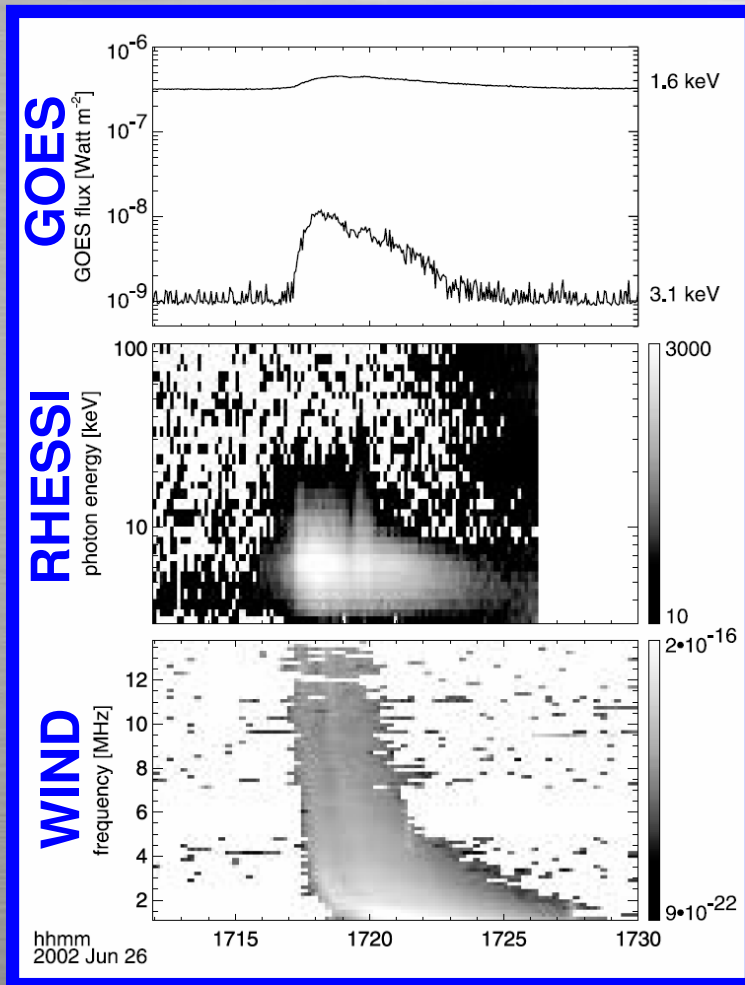 GOES
GOES flux [Watt m-2]
10-6
10-7
10-8
10-9
1.6 keV
3.1 keV
RHESSI
photon energy [keV]
100
10
3000
10
WIND
frequency [MHz]
12
10
8
6
4
2
2•10-16
9•10-22
hhmm
2002 Jun 26
1715 1720 1725 1730